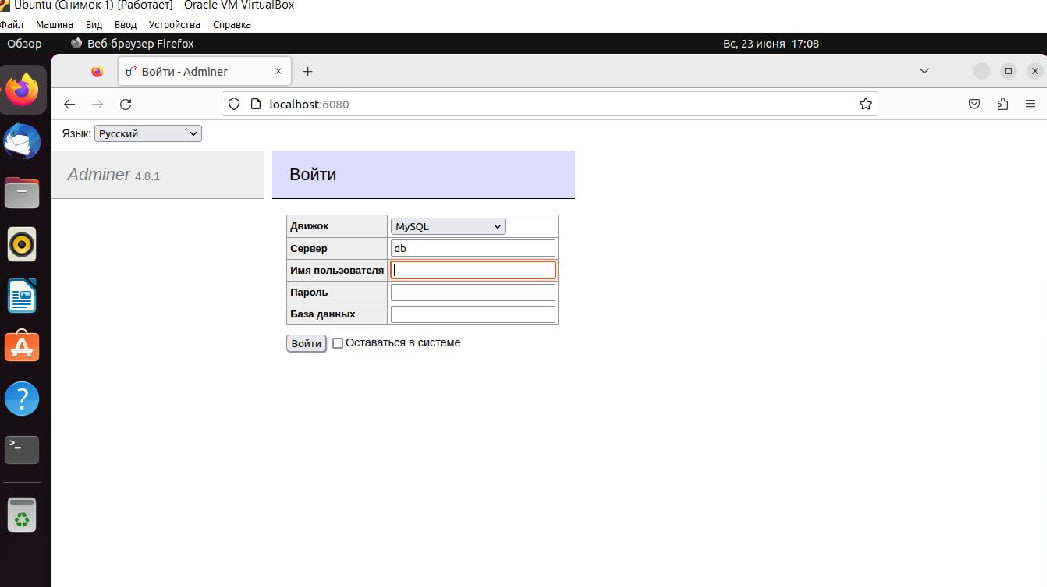 Ubuntu (Снимок 1) [Работает] - Oracle VM VirtualBox
Файл Машина Вид Ввод Устройства Справка
Обзор Веб-браузер Firefox Вс, 23 июня 17:08
Войти - Adminer
localhost:6080
Язык: Русский
Adminer 4.8.1
Войти
Движок MySQL
Сервер db
Имя пользователя
Пароль
База данных
Войти Оставаться в системе